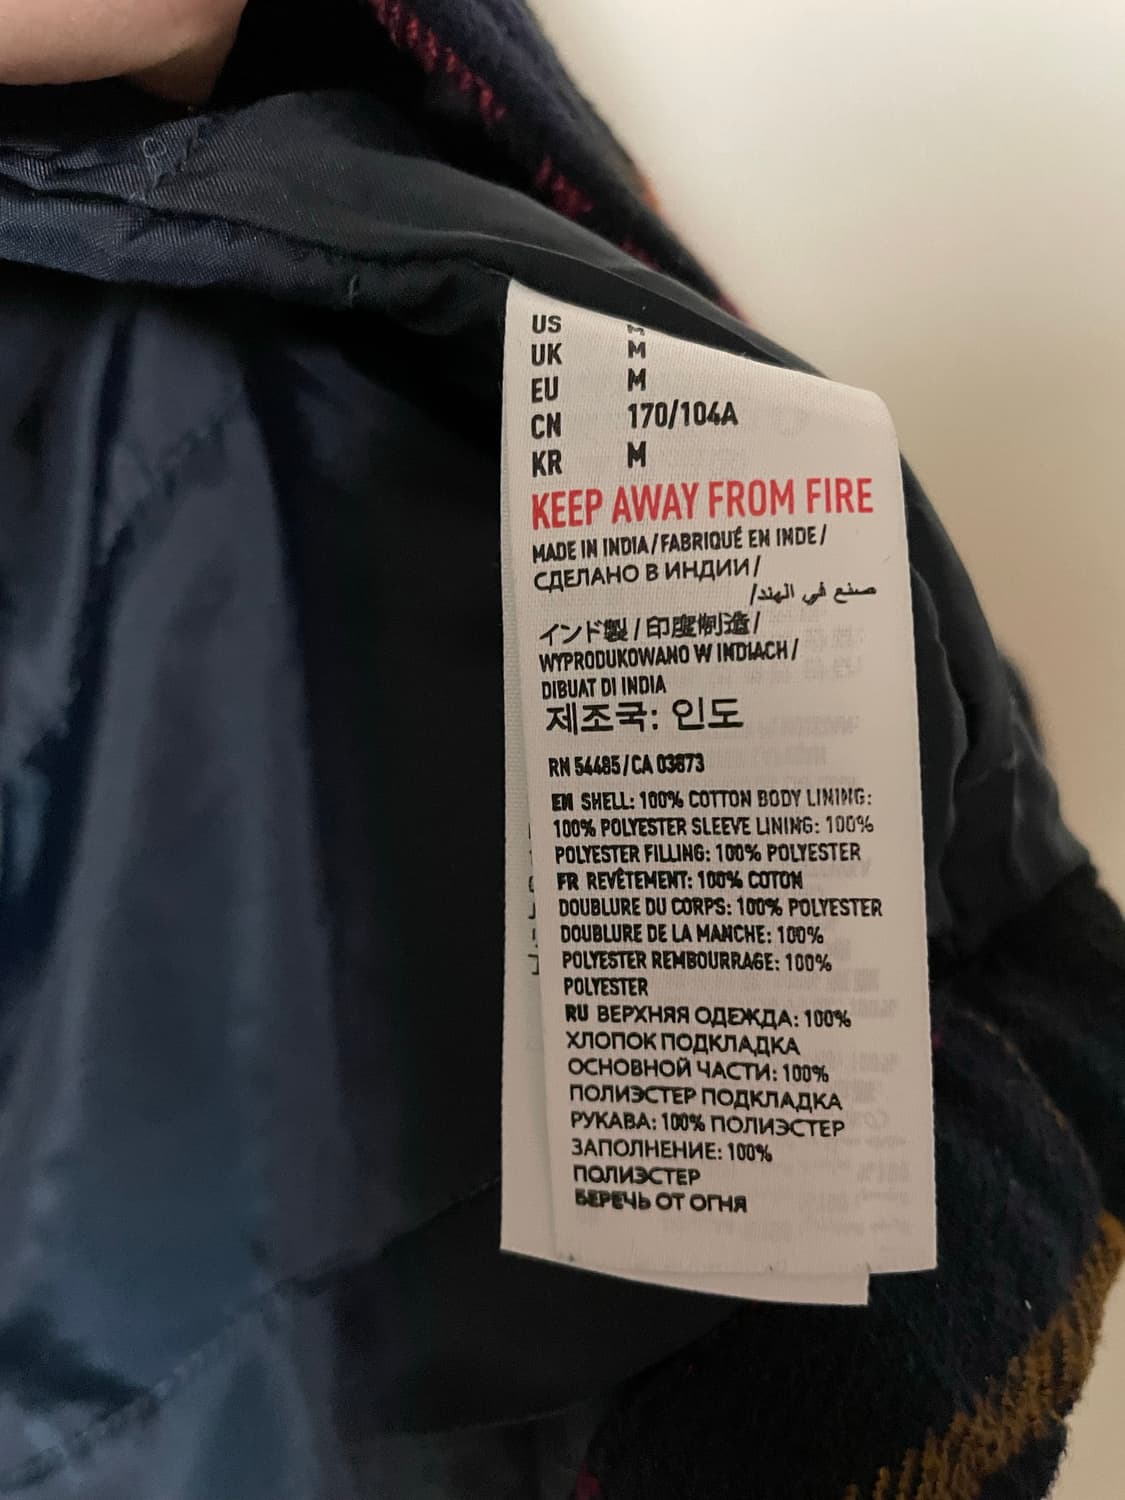 US M
UK M
EU M
CN 170/104A
KR M
KEEP AWAY FROM FIRE
MADE IN INDIA/FABRIQUÉ EN INDE/
СДЕЛАНО В ИНДИИ/
صنع في الهند/
インド製/印度制造/
WYPRODUKOWANO W INDIACH/
DIBUAT DI INDIA
제조국: 인도
RN 54485/CA 03873
EN SHELL: 100% COTTON BODY LINING:
100% POLYESTER SLEEVE LINING: 100%
POLYESTER FILLING: 100% POLYESTER
FR REVÊTEMENT: 100% COTON
DOUBLURE DU CORPS: 100% POLYESTER
DOUBLURE DE LA MANCHE: 100%
POLYESTER REMBOURRAGE: 100%
POLYESTER
RU ВЕРХНЯЯ ОДЕЖДА: 100%
ХЛОПОК ПОДКЛАДКА
ОСНОВНОЙ ЧАСТИ: 100%
ПОЛИЭСТЕР ПОДКЛАДКА
РУКАВА: 100% ПОЛИЭСТЕР
ЗАПОЛНЕНИЕ: 100%
ПОЛИЭСТЕР
БЕРЕЧЬ ОТ ОГНЯ